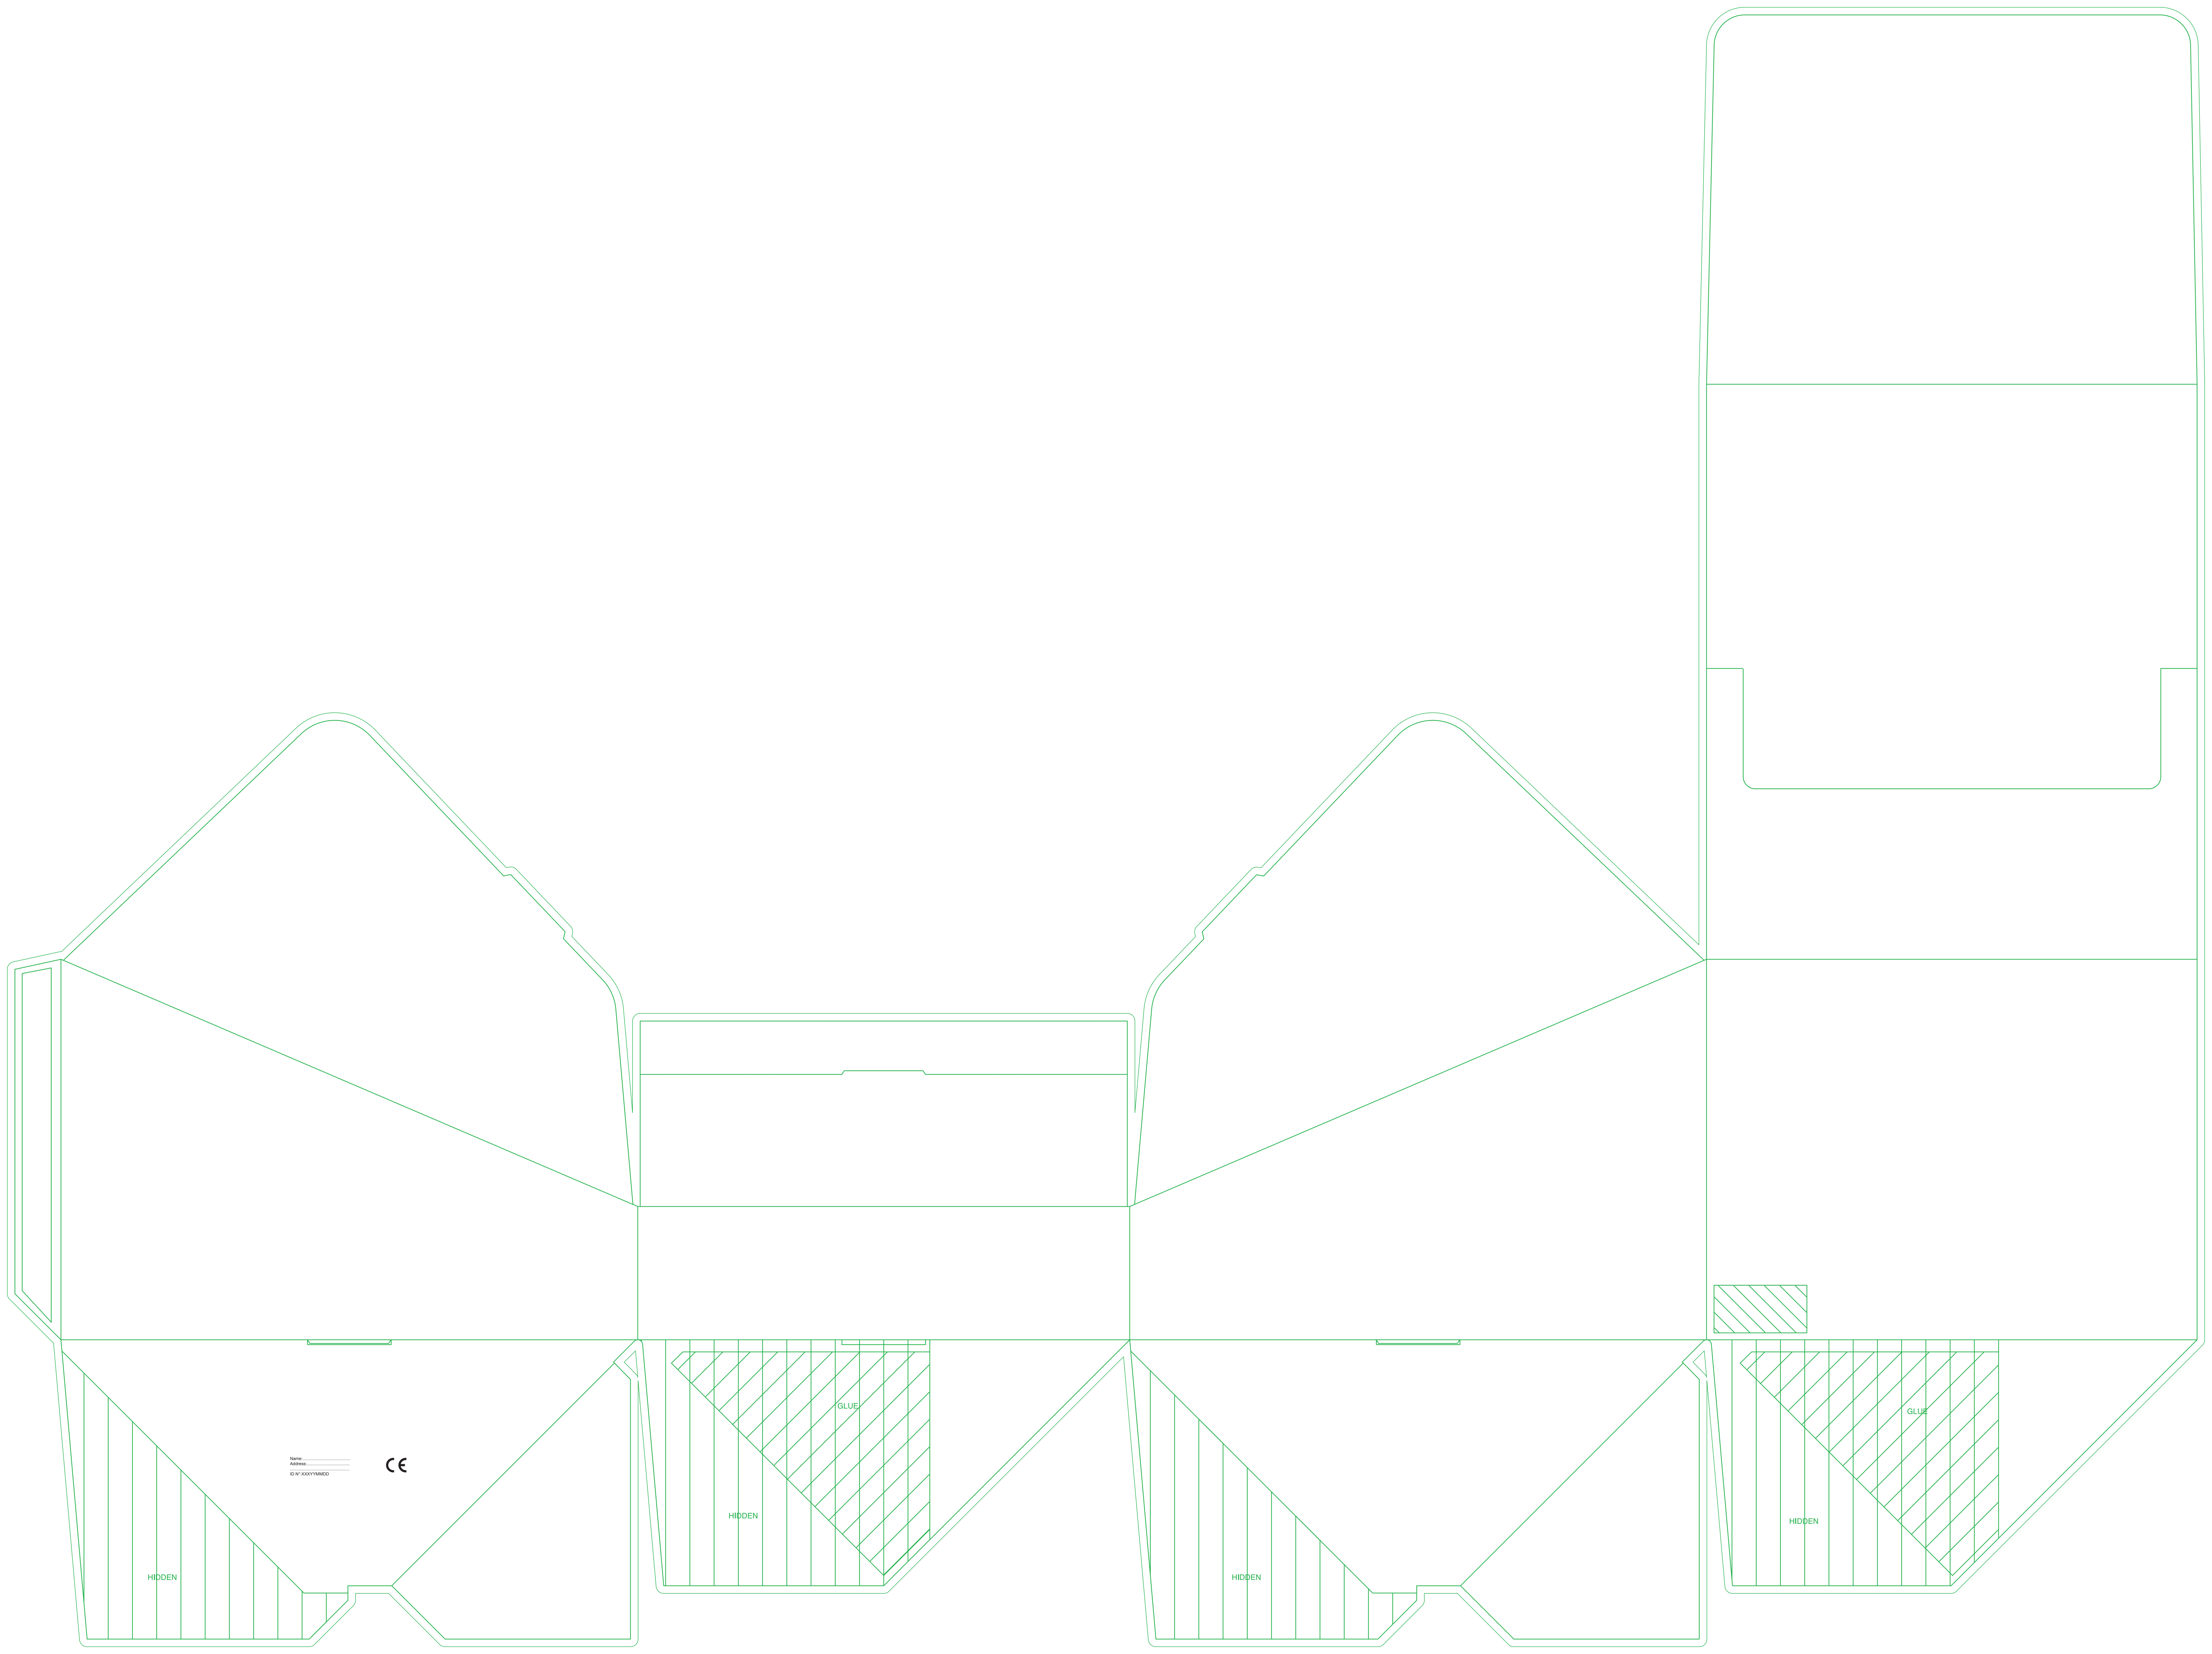 GLUE
GLUE
Name
Address
ID N° XXXYYMMDD
CE
HIDDEN
HIDDEN
HIDDEN
HIDDEN